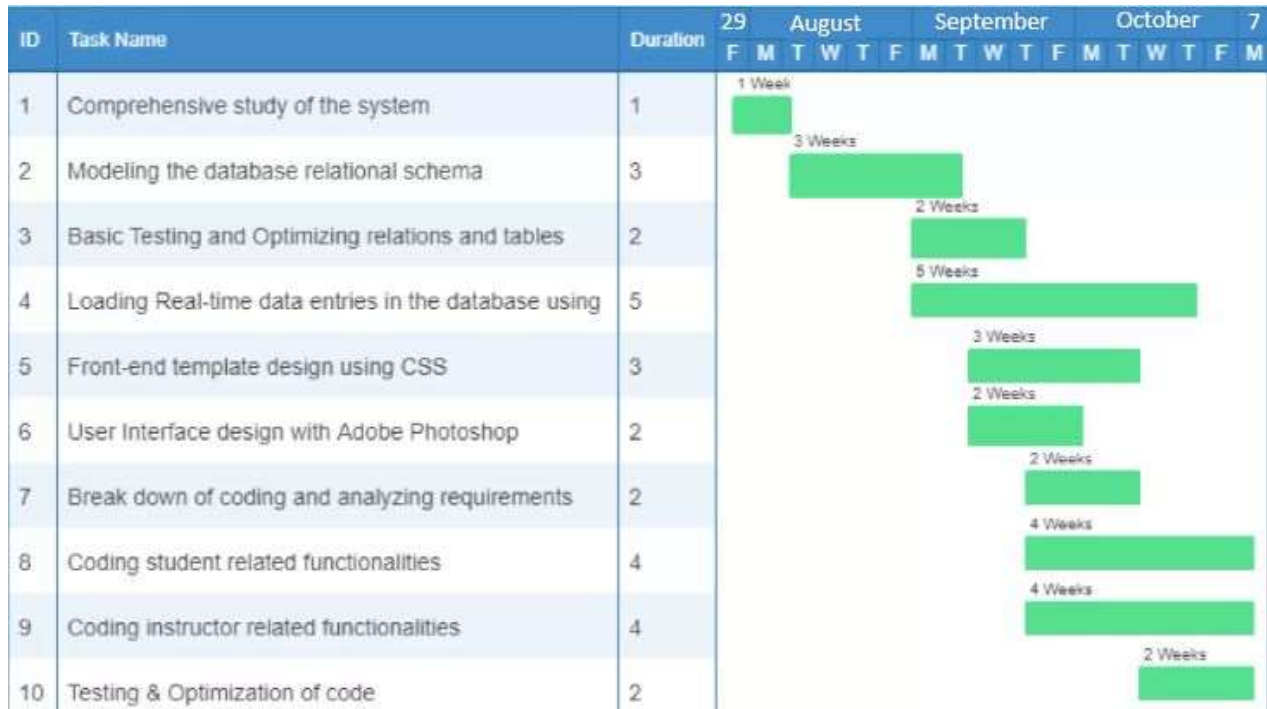 ID Task Name Duration 29 August September October 7
F M T W T F M T W T F M T W T F M
1 Week
1 Comprehensive study of the system 1
3 Weeks
2 Modeling the database relational schema 3
2 Weeks
3 Basic Testing and Optimizing relations and tables 2
5 Weeks
4 Loading Real-time data entries in the database using 5
3 Weeks
5 Front-end template design using CSS 3
2 Weeks
6 User Interface design with Adobe Photoshop 2
2 Weeks
7 Break down of coding and analyzing requirements 2
4 Weeks
8 Coding student related functionalities 4
4 Weeks
9 Coding instructor related functionalities 4
2 Weeks
10 Testing & Optimization of code 2